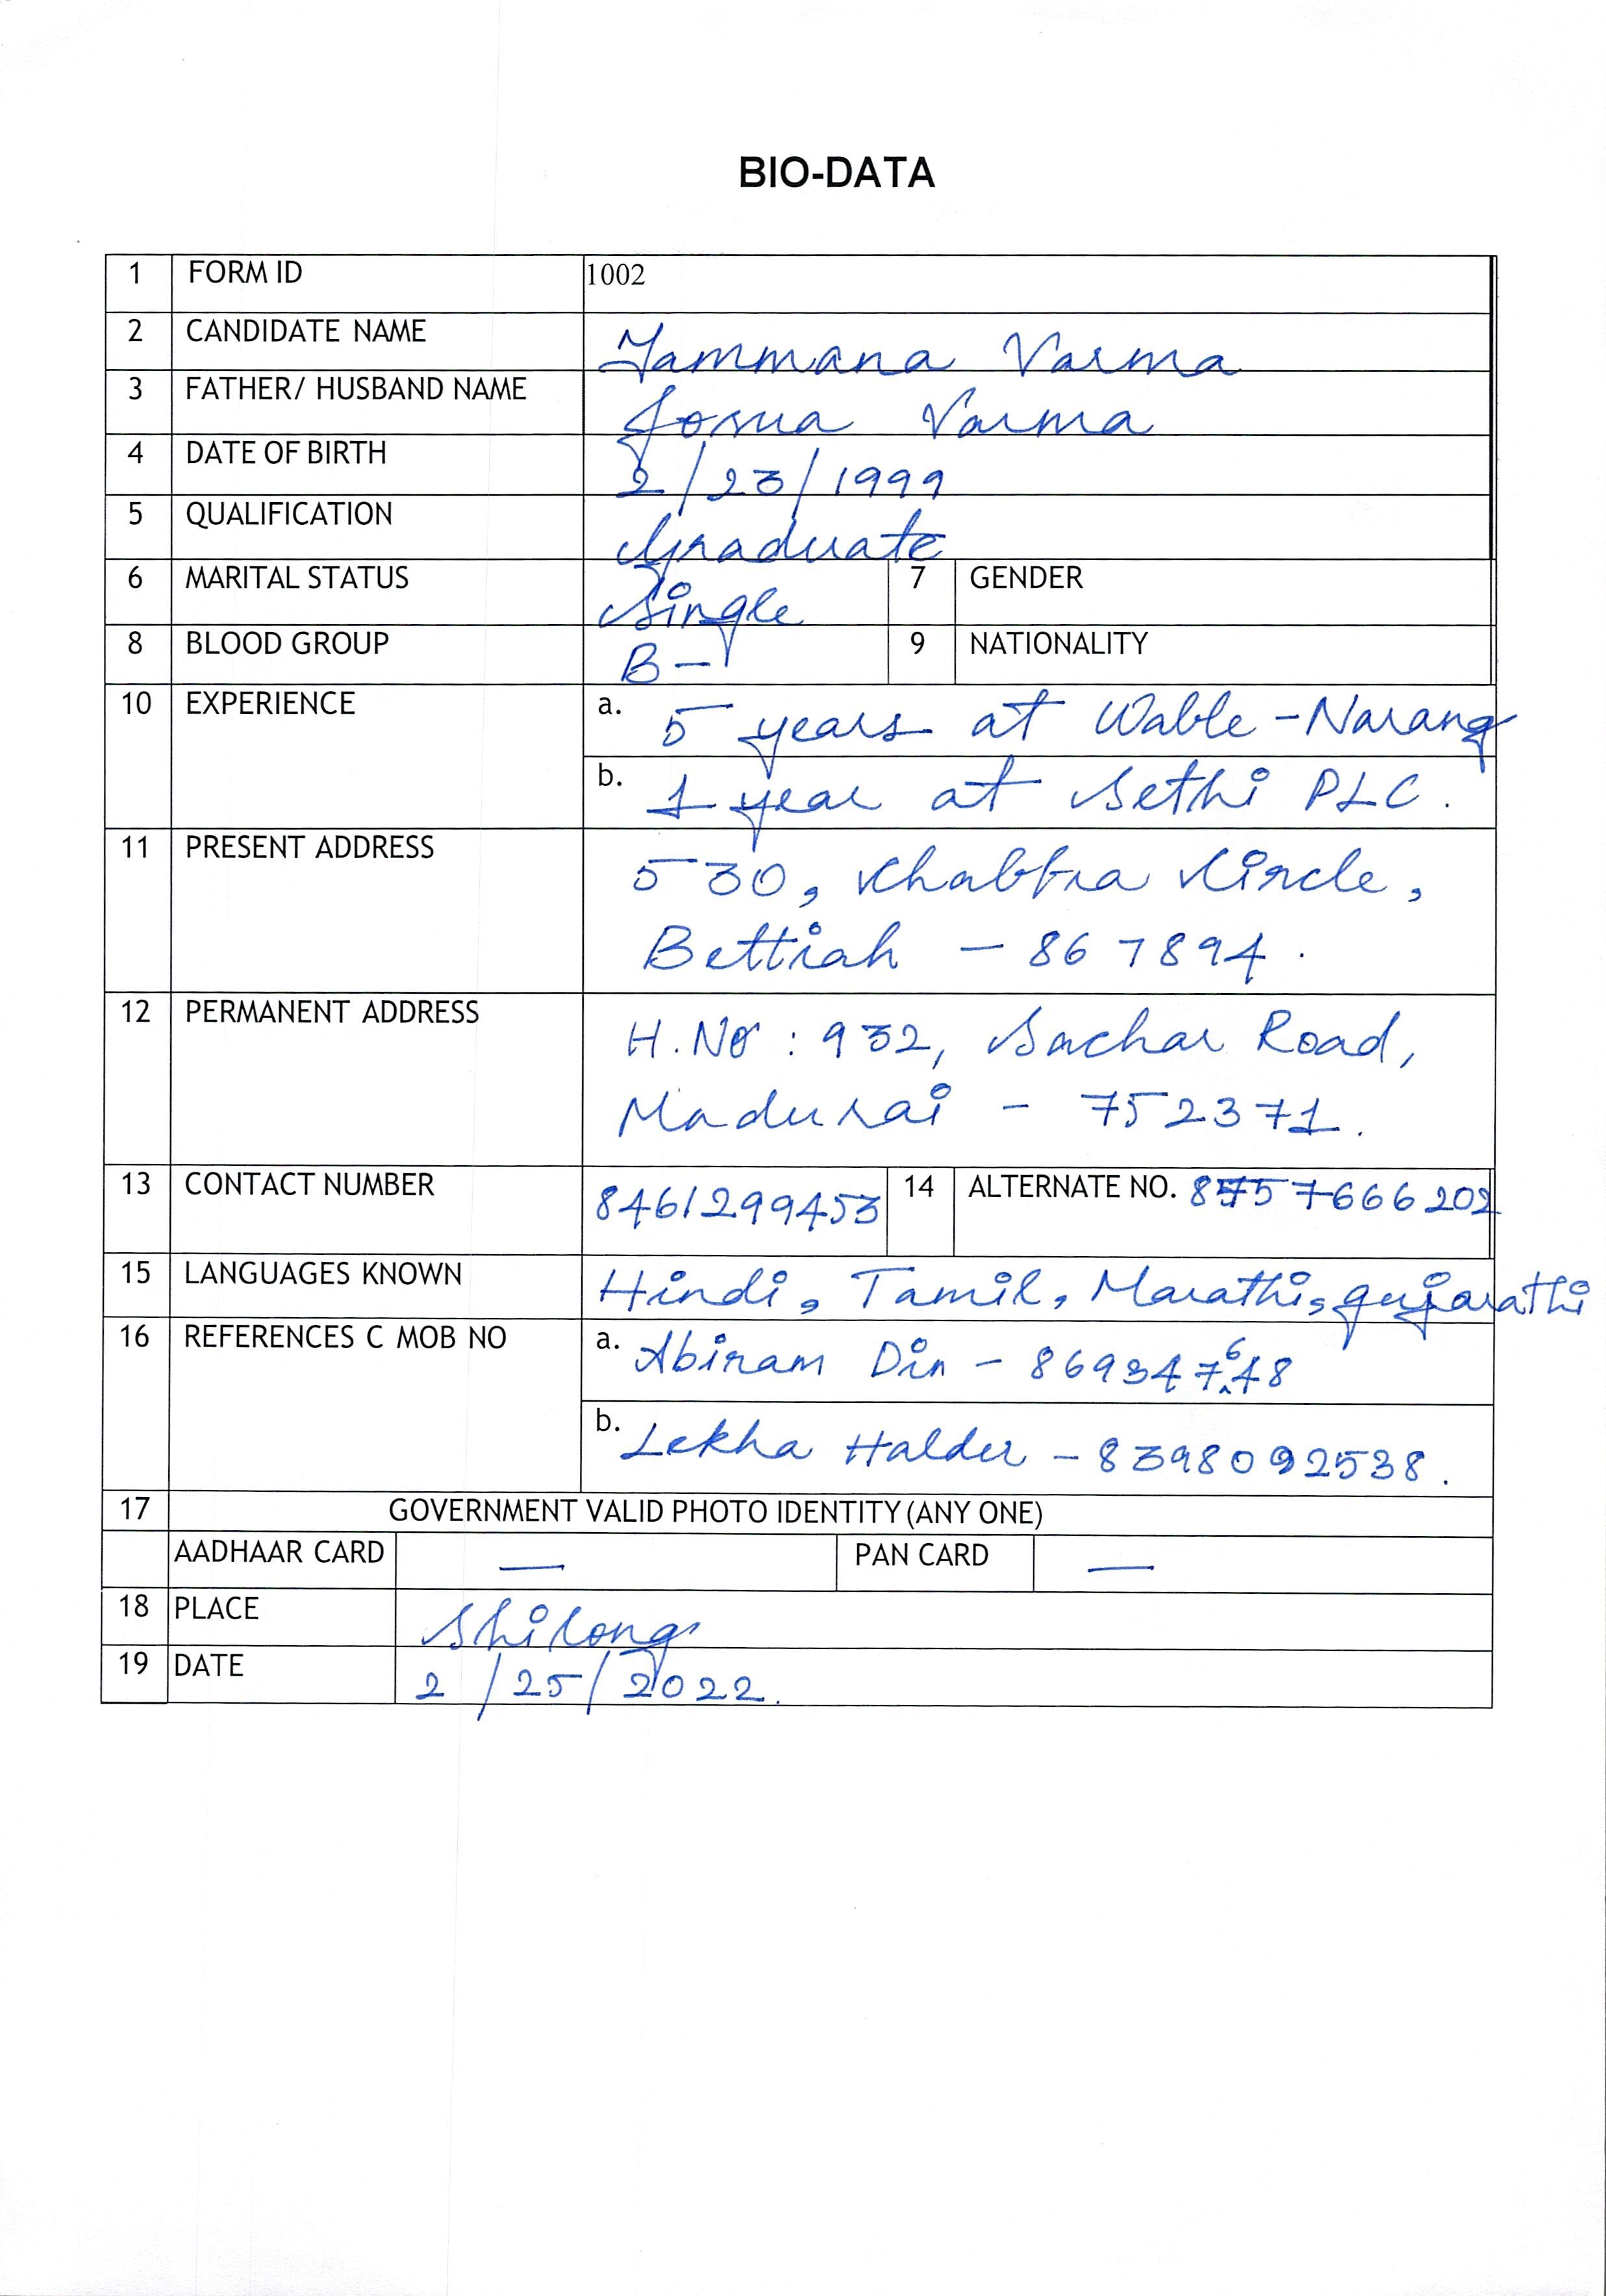 BIO-DATA
1 FORM ID 1002
2 CANDIDATE NAME Yammana Varma
3 FATHER/ HUSBAND NAME Josua Varma
4 DATE OF BIRTH 2/23/1999
5 QUALIFICATION Graduate
6 MARITAL STATUS Single 7 GENDER
8 BLOOD GROUP B- 9 NATIONALITY
10 EXPERIENCE a. 5 years at Wable-Narang
b. 1 year at Sethi PLC.
11 PRESENT ADDRESS 530, Chabbra Circle,
Bettiah - 867894.
12 PERMANENT ADDRESS H.No: 932, Sachar Road,
Madurai - 752371.
13 CONTACT NUMBER 8461299453 14 ALTERNATE NO. 8757666202
15 LANGUAGES KNOWN Hindi, Tamil, Marathi, gujarathi
16 REFERENCES C MOB NO a. Abiram Din - 869347648
b. Lekha Halder - 8398092538.
17 GOVERNMENT VALID PHOTO IDENTITY (ANY ONE)
AADHAAR CARD — PAN CARD —
18 PLACE Shilong
19 DATE 2/25/2022.